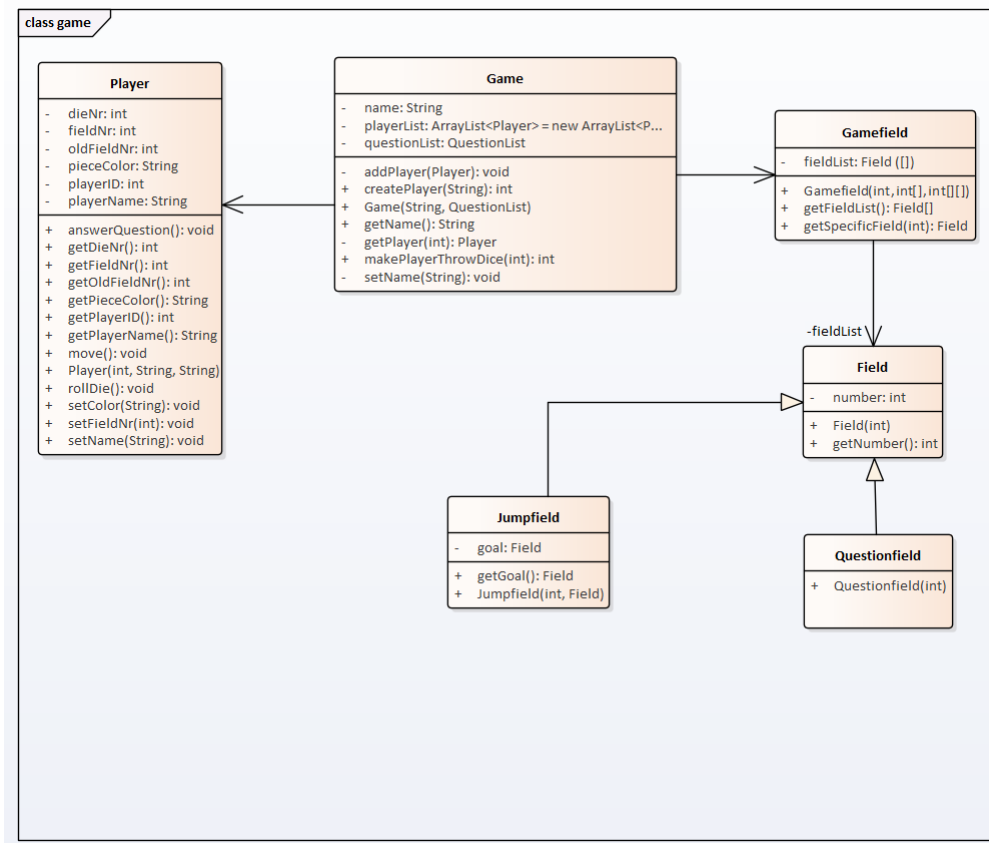 class game
Player
- dieNr: int
- fieldNr: int
- oldFieldNr: int
- pieceColor: String
- playerID: int
- playerName: String
+ answerQuestion(): void
+ getDieNr(): int
+ getFieldNr(): int
+ getOldFieldNr(): int
+ getPieceColor(): String
+ getPlayerID(): int
+ getPlayerName(): String
+ move(): void
+ Player(int, String, String)
+ rollDie(): void
+ setColor(String): void
+ setFieldNr(int): void
+ setName(String): void
Game
- name: String
- playerList: ArrayList<Player> = new ArrayList<P...
- questionList: QuestionList
- addPlayer(Player): void
+ createPlayer(String): int
+ Game(String, QuestionList)
+ getName(): String
- getPlayer(int): Player
+ makePlayerThrowDice(int): int
- setName(String): void
Gamefield
- fieldList: Field ([])
+ Gamefield(int, int[], int[][])
+ getFieldList(): Field[]
+ getSpecificField(int): Field
-fieldList
Field
- number: int
+ Field(int)
+ getNumber(): int
Jumpfield
- goal: Field
+ getGoal(): Field
+ Jumpfield(int, Field)
Questionfield
+ Questionfield(int)